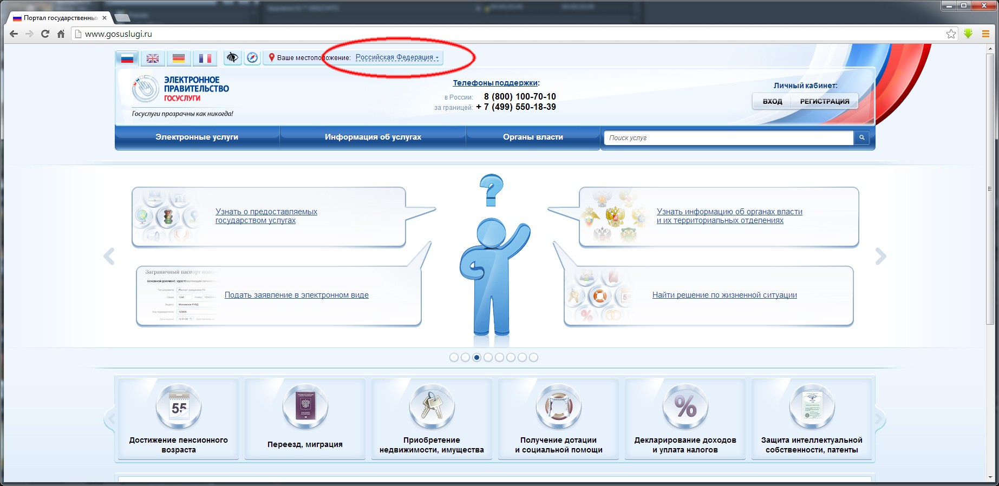 Портал государственных
www.gosuslugi.ru
Ваше местоположение: Российская Федерация
ЭЛЕКТРОННОЕ
ПРАВИТЕЛЬСТВО
ГОСУСЛУГИ
Госуслуги прозрачны как никогда!
Телефоны поддержки:
в России: 8 (800) 100-70-10
за границей: + 7 (499) 550-18-39
Личный кабинет:
ВХОД РЕГИСТРАЦИЯ
Электронные услуги
Информация об услугах
Органы власти
Поиск услуг
?
Узнать о предоставляемых
государством услугах
Узнать информацию об органах власти
и их территориальных отделениях
Заграничный паспорт
Подать заявление в электронном виде
Найти решение по жизненной ситуации
55
Достижение пенсионного
возраста
Переезд, миграция
Приобретение
недвижимости, имущества
Получение дотации
и социальной помощи
%
Декларирование доходов
и уплата налогов
Защита интеллектуальной
собственности, патенты